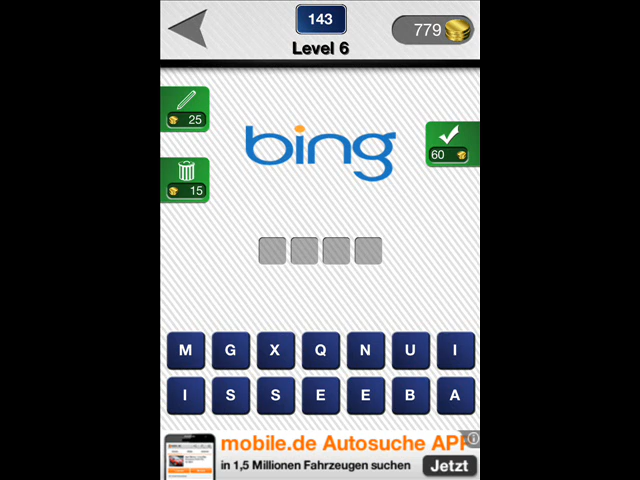 143
779
Level 6
25
bing
60
15
M G X Q N U I
I S S E E B A
mobile.de Autosuche APP
in 1,5 Millionen Fahrzeugen suchen
Jetzt